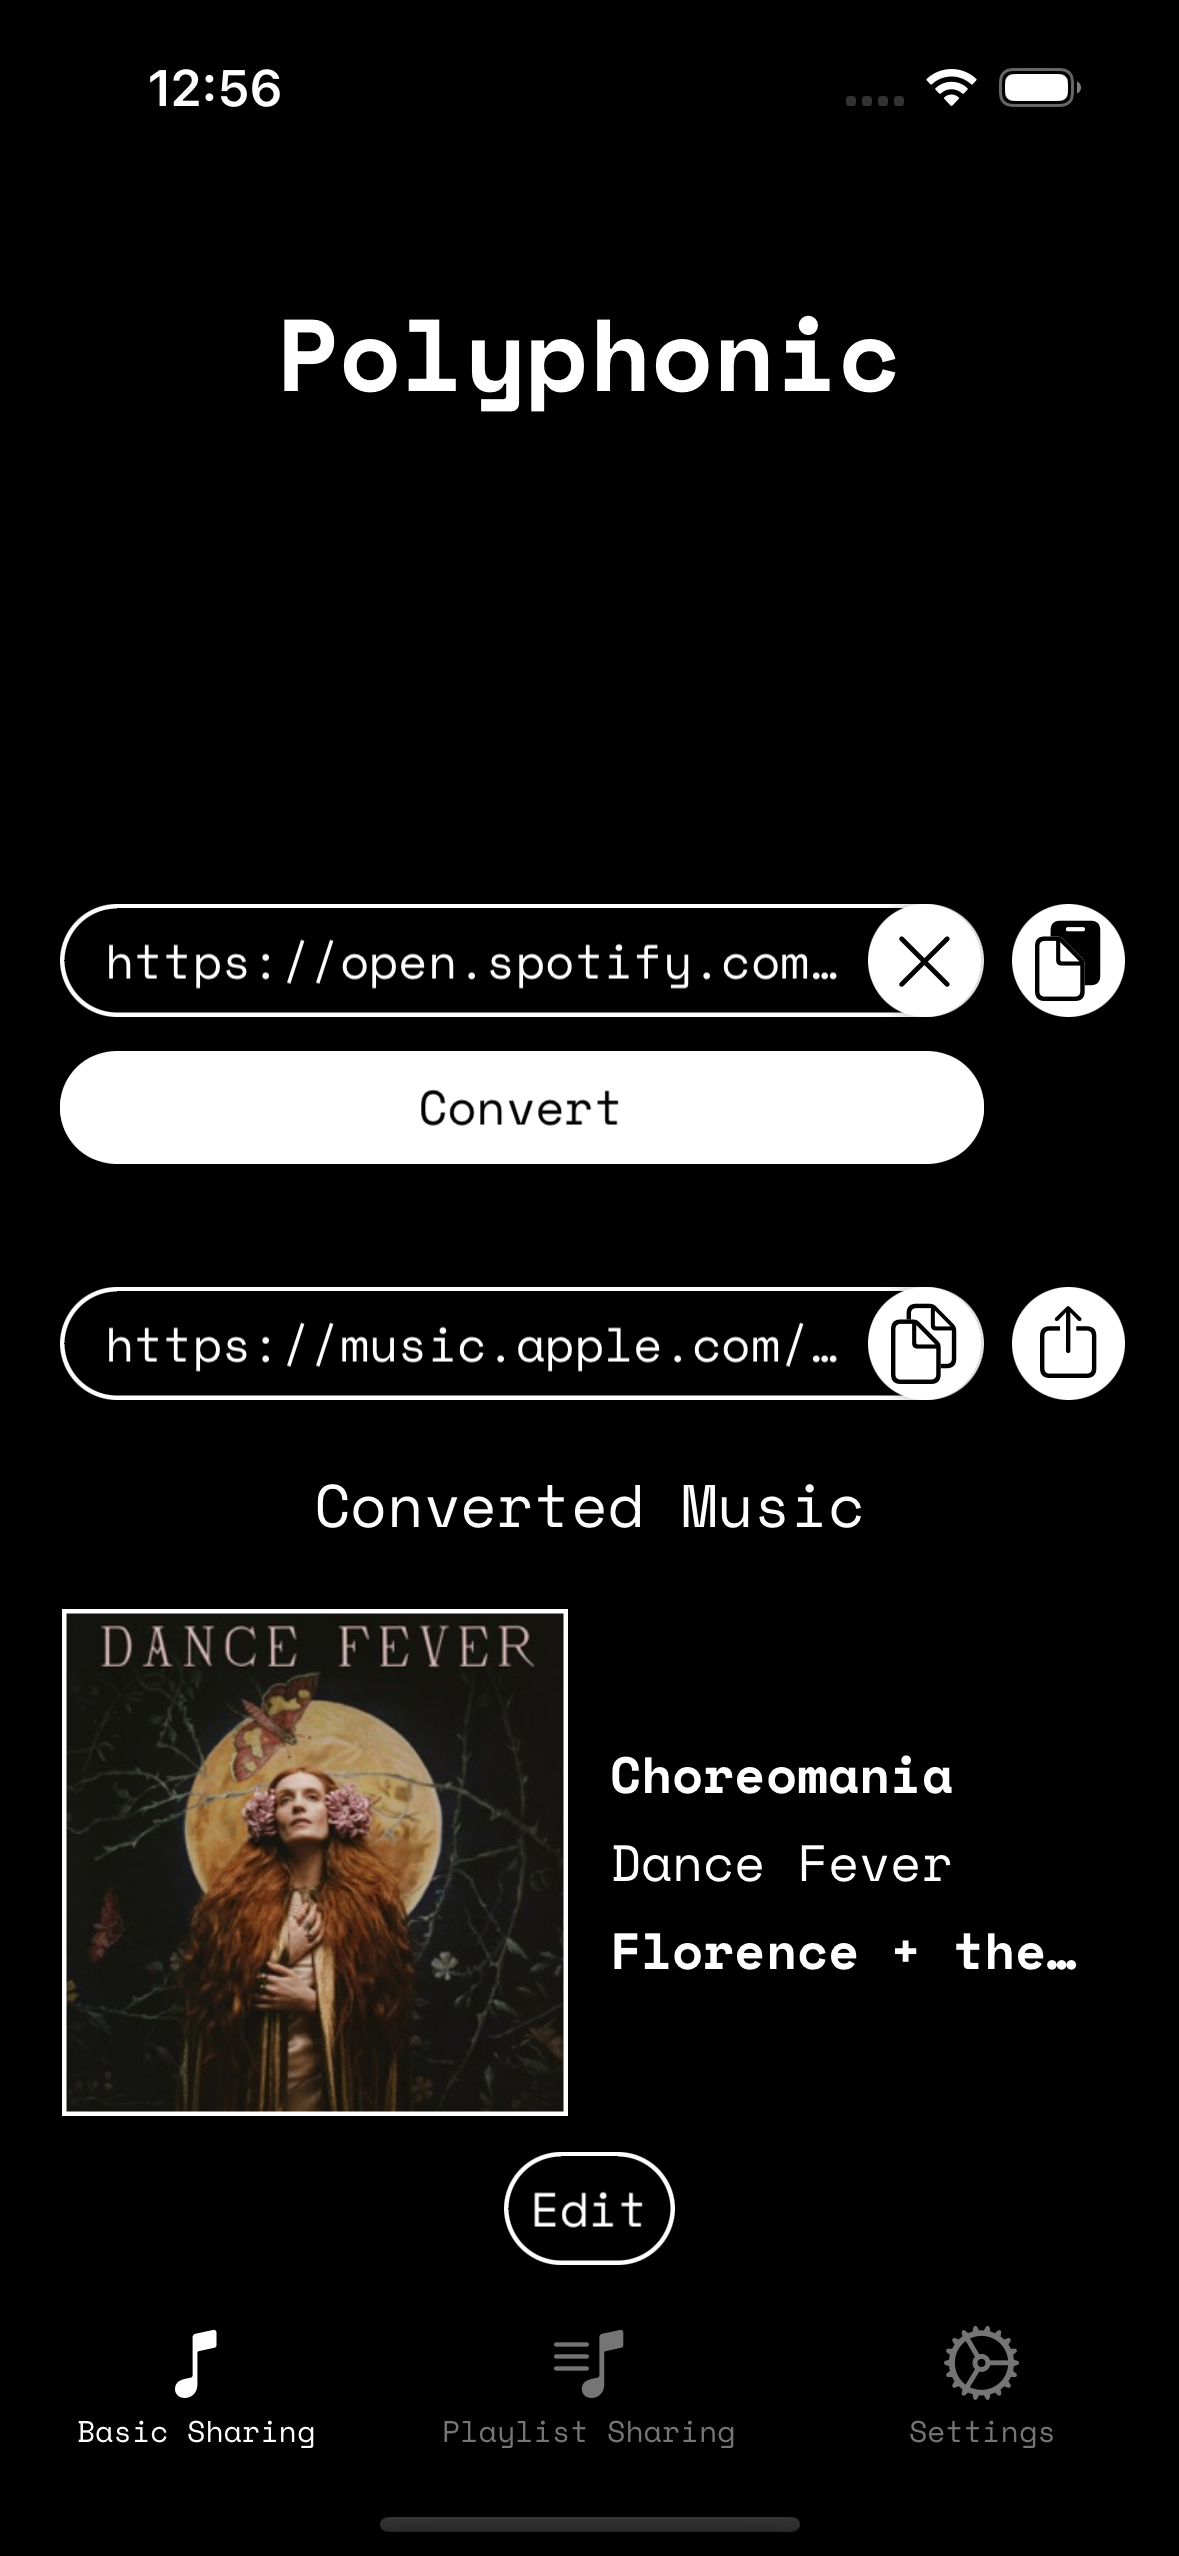 12:56
Polyphonic
https://open.spotify.com…
Convert
https://music.apple.com/…
Converted Music
DANCE FEVER
Choreomania
Dance Fever
Florence + the…
Edit
Basic Sharing
Playlist Sharing
Settings